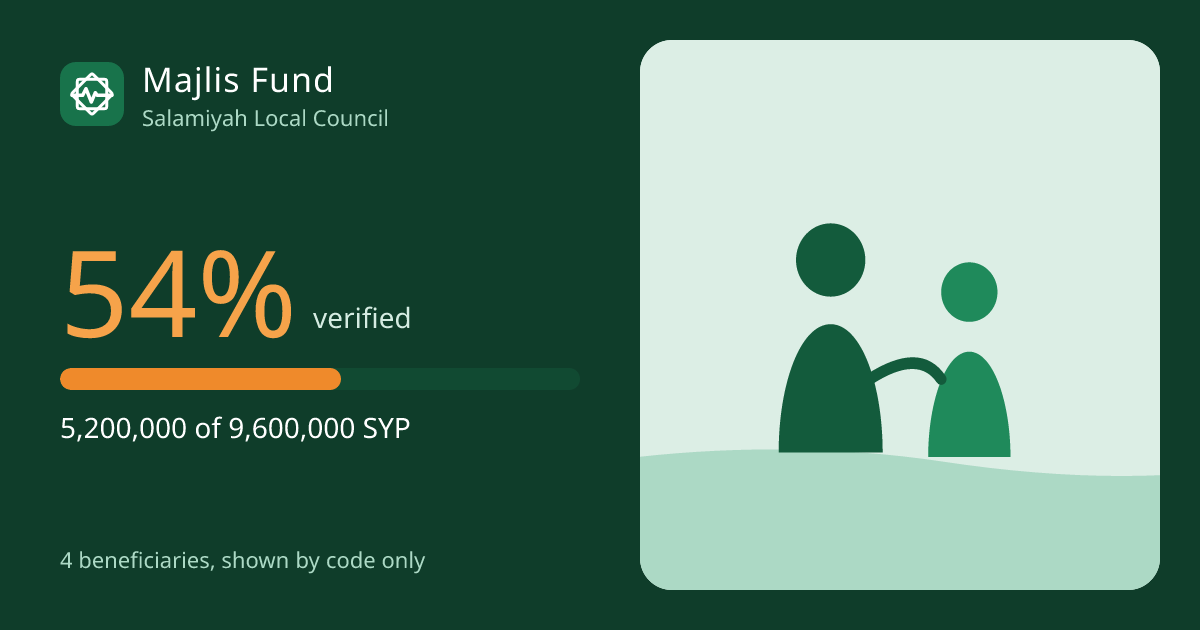 Majlis Fund
Salamiyah Local Council
54% verified
5,200,000 of 9,600,000 SYP
4 beneficiaries, shown by code only